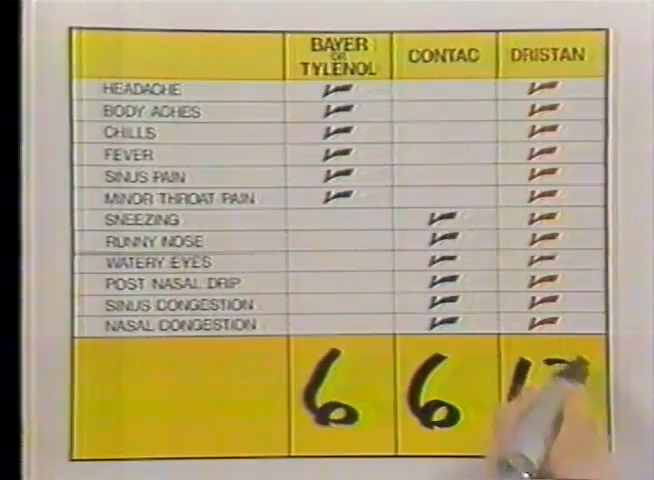 BAYER OR TYLENOL CONTAC DRISTAN
HEADACHE
BODY ACHES
CHILLS
FEVER
SINUS PAIN
MINOR THROAT PAIN
SNEEZING
RUNNY NOSE
WATERY EYES
POST NASAL DRIP
SINUS CONGESTION
NASAL CONGESTION
6 6 1